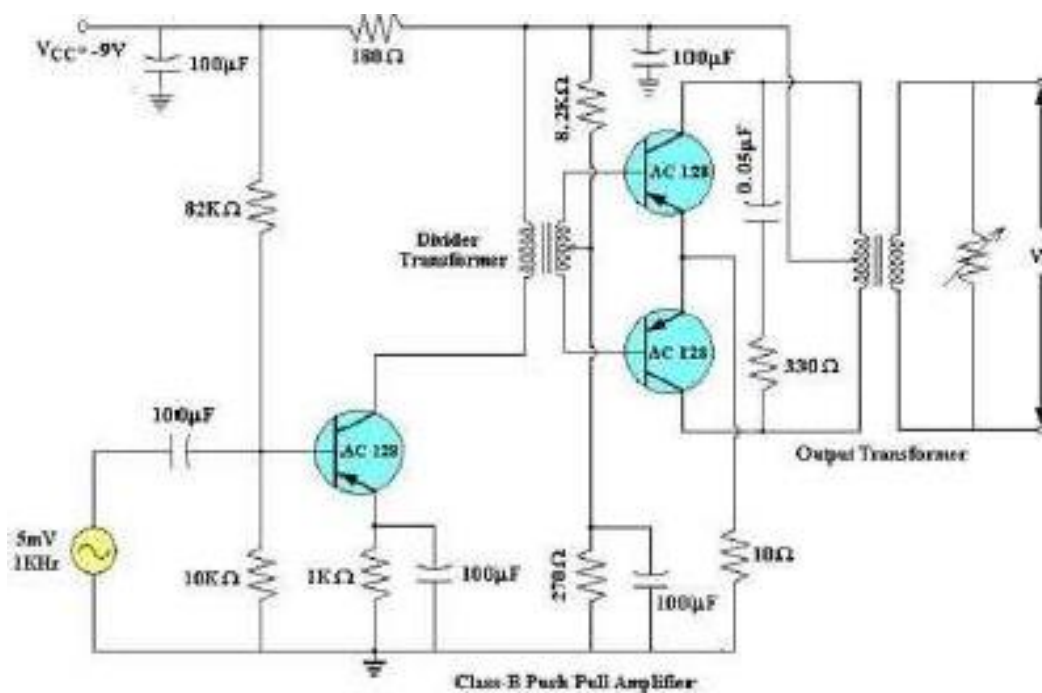 VCC=-9V
100µF
180Ω
100µF
8.2KΩ
AC 128
0.05µF
82KΩ
Divider
Transformer
V
AC 128
330Ω
100µF
AC 128
Output Transformer
5mV
1KHz
10KΩ
1KΩ
100µF
270Ω
100µF
10Ω
Class-B Push Pull Amplifier